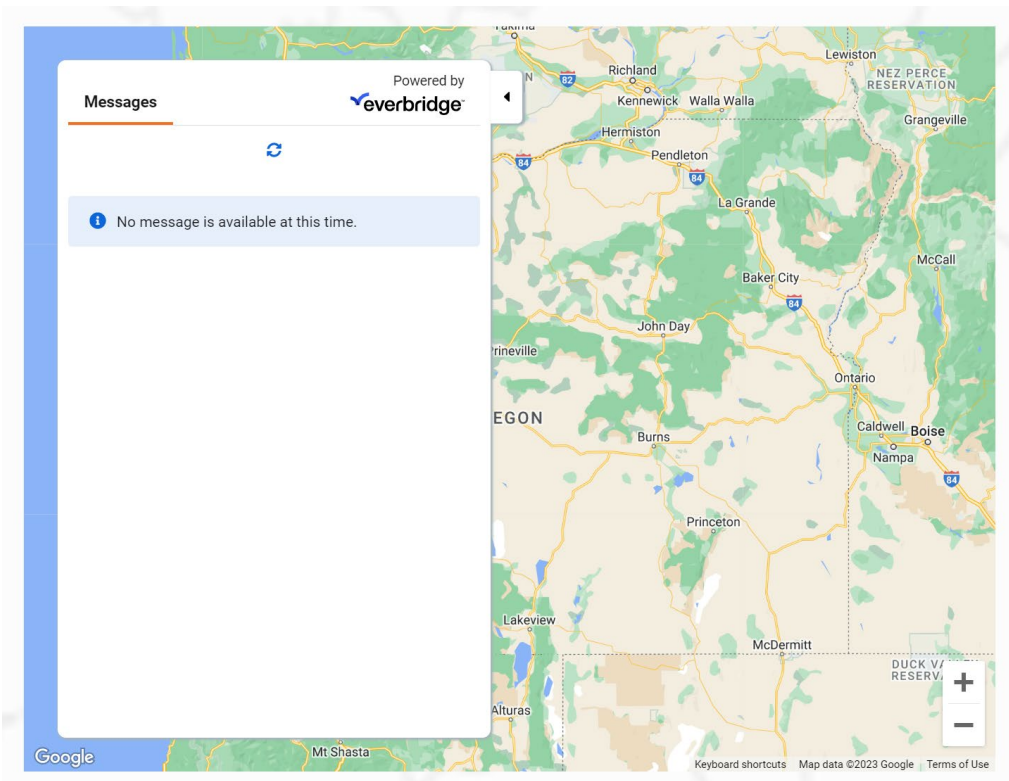 Messages
Powered by
everbridge
No message is available at this time.
Yakima
Lewiston
Richland
82
N
NEZ PERCE
RESERVATION
Kennewick
Walla Walla
Grangeville
Hermiston
84
Pendleton
84
La Grande
McCall
Baker City
84
John Day
rineville
Ontario
EGON
Caldwell
Boise
Burns
Nampa
84
Princeton
Lakeview
McDermitt
DUCK VA
RESERVA
+
−
Alturas
Mt Shasta
Google
Keyboard shortcuts
Map data ©2023 Google
Terms of Use